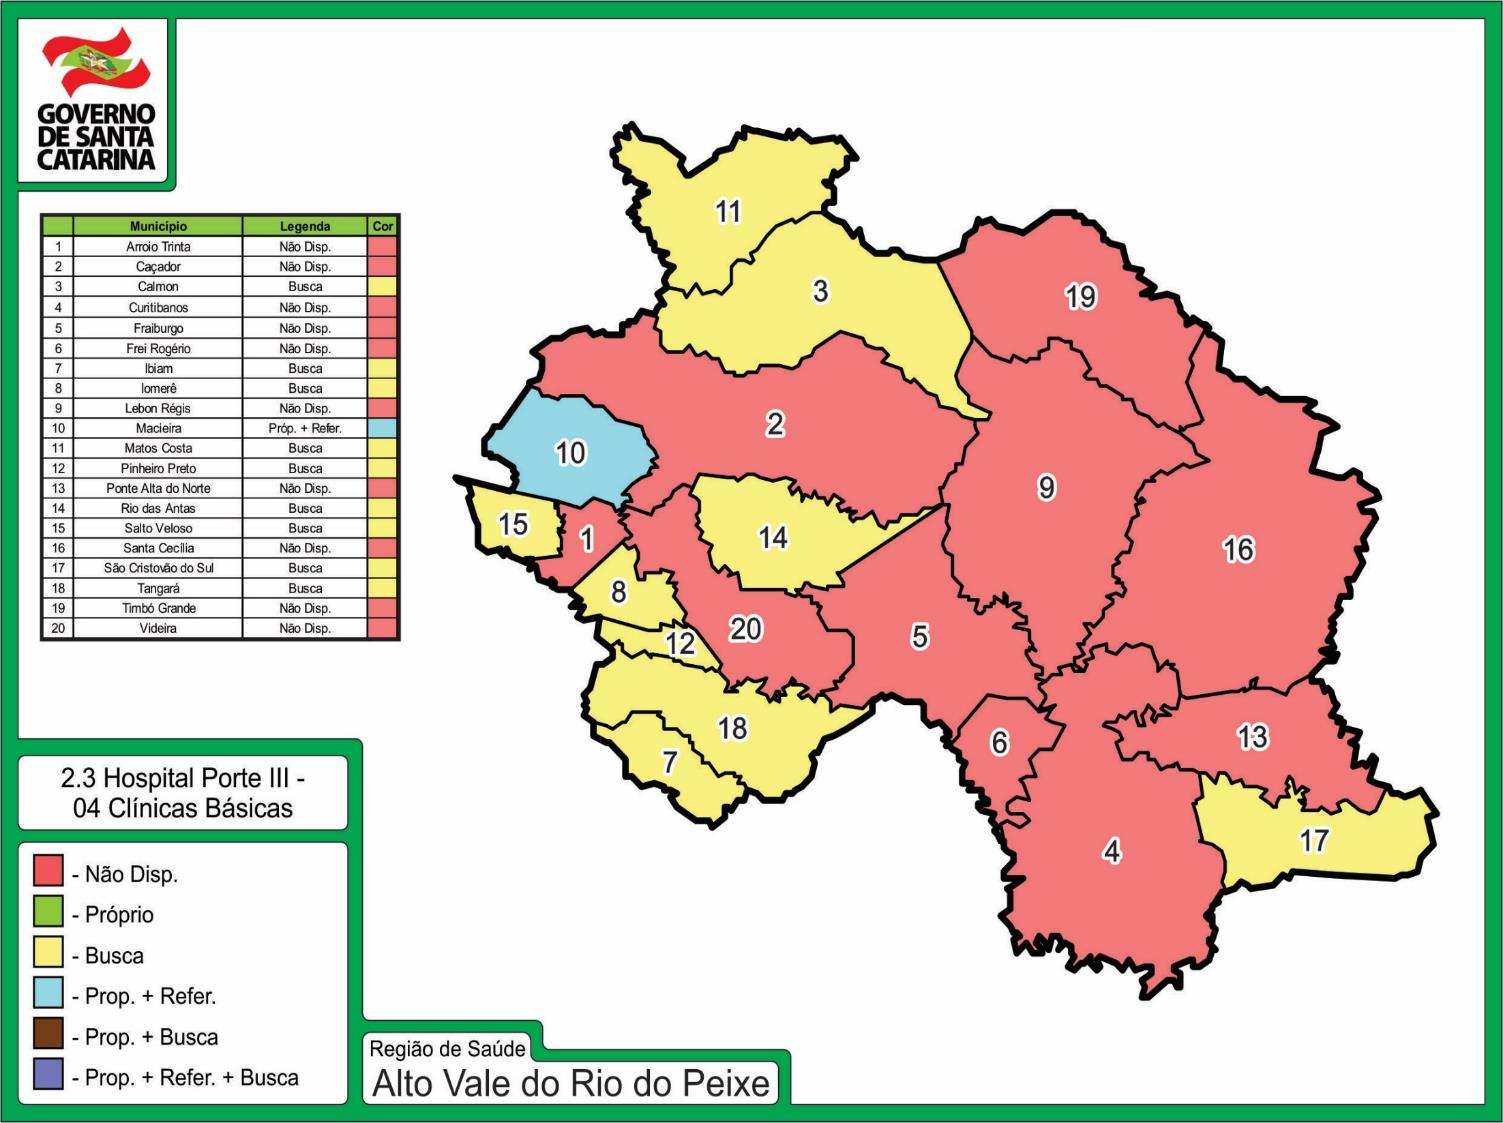 GOVERNO
DE SANTA
CATARINA
Município Legenda Cor
1 Arroio Trinta Não Disp.
2 Caçador Não Disp.
3 Calmon Busca
4 Curitibanos Não Disp.
5 Fraiburgo Não Disp.
6 Frei Rogério Não Disp.
7 Ibiam Busca
8 Iomerê Busca
9 Lebon Régis Não Disp.
10 Macieira Próp. + Refer.
11 Matos Costa Busca
12 Pinheiro Preto Busca
13 Ponte Alta do Norte Não Disp.
14 Rio das Antas Busca
15 Salto Veloso Busca
16 Santa Cecília Não Disp.
17 São Cristovão do Sul Busca
18 Tangará Busca
19 Timbó Grande Não Disp.
20 Videira Não Disp.
11
3
19
2
10
9
15
1
14
16
8
20
12
5
18
6
13
7
17
4
2.3 Hospital Porte III -
04 Clínicas Básicas
- Não Disp.
- Próprio
- Busca
- Prop. + Refer.
- Prop. + Busca
- Prop. + Refer. + Busca
Região de Saúde
Alto Vale do Rio do Peixe